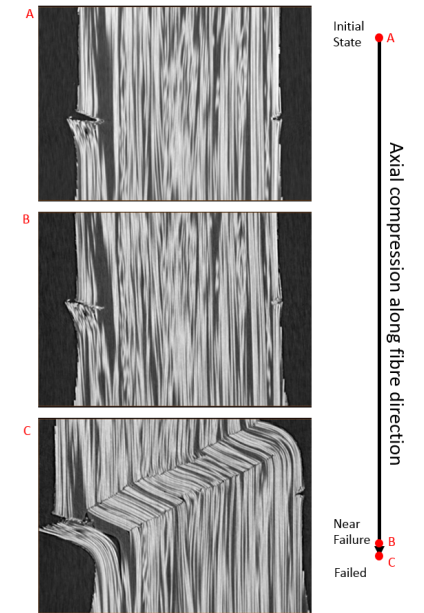 A
Initial
State
A
Axial compression along fibre direction
B
C
Near
Failure
B
C
Failed